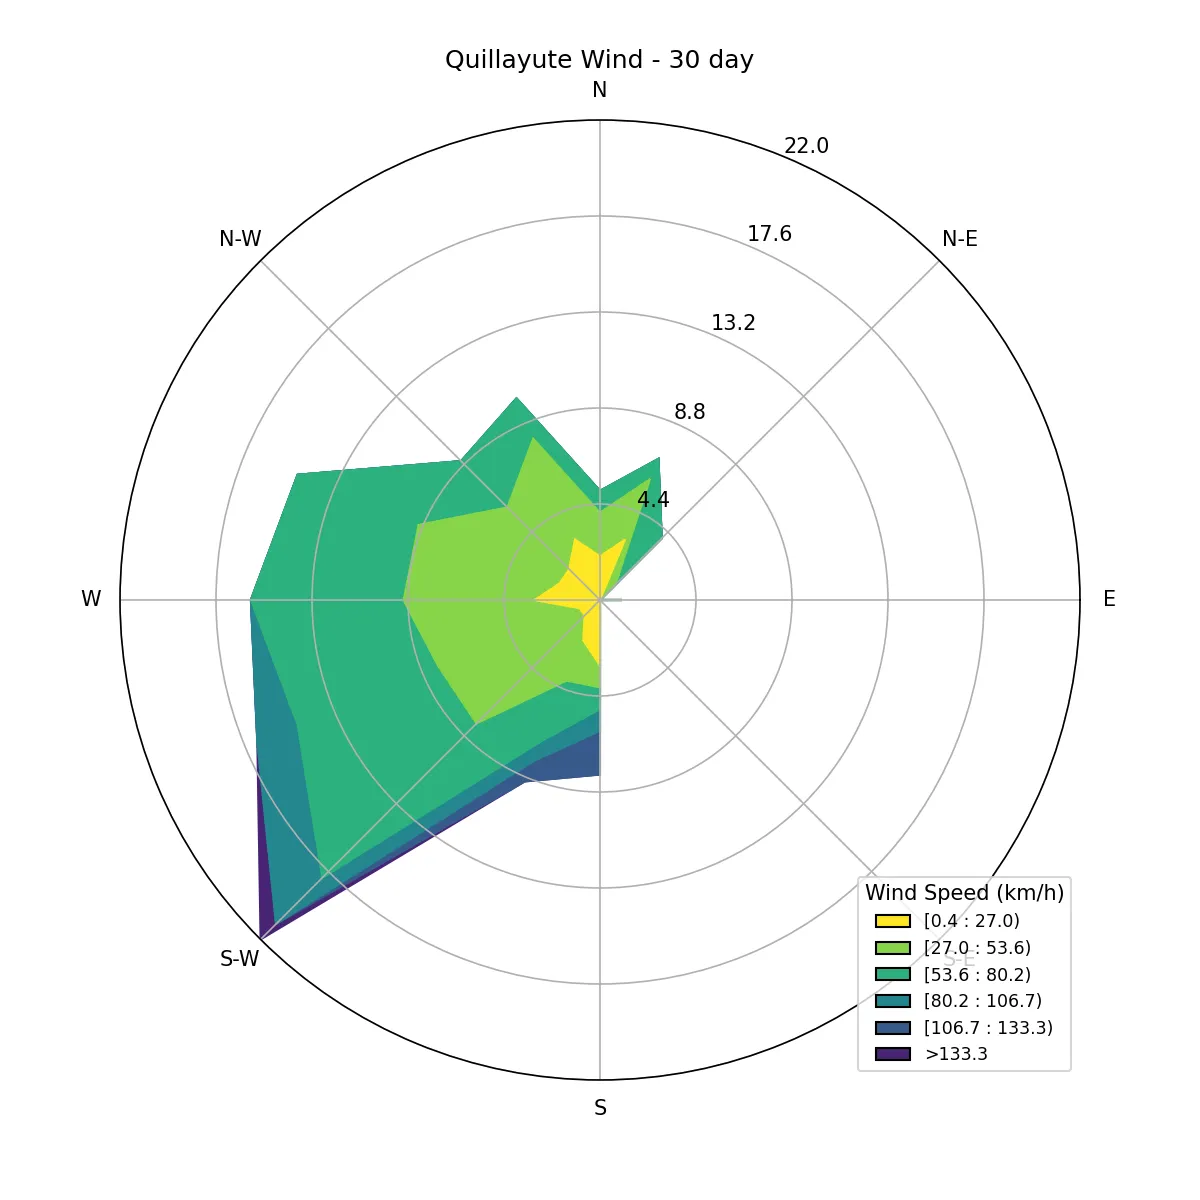 Quillayute Wind - 30 day
N
22.0
N-W
17.6
N-E
13.2
8.8
4.4
W
E
S-W
S-E
Wind Speed (km/h)
[0.4 : 27.0)
[27.0 : 53.6)
[53.6 : 80.2)
[80.2 : 106.7)
[106.7 : 133.3)
>133.3
S